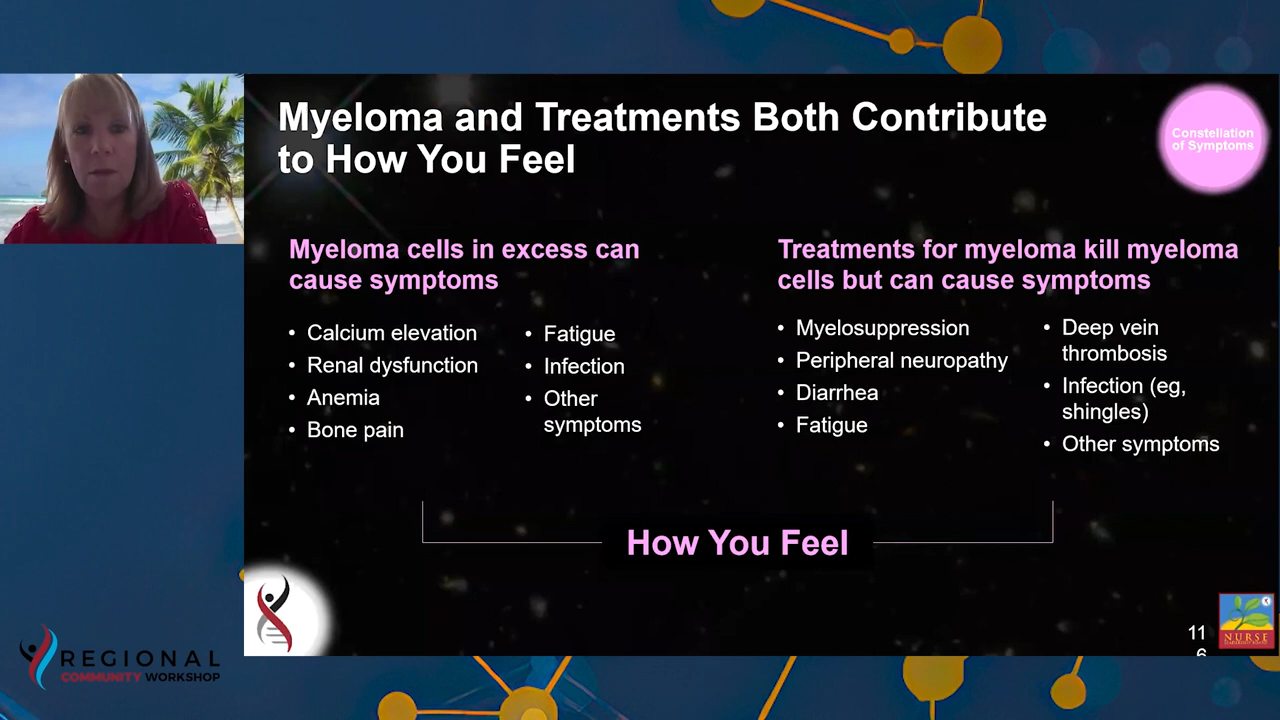 Myeloma and Treatments Both Contribute
to How You Feel
Constellation
of Symptoms
Myeloma cells in excess can
cause symptoms
• Calcium elevation
• Renal dysfunction
• Anemia
• Bone pain
• Fatigue
• Infection
• Other
symptoms
Treatments for myeloma kill myeloma
cells but can cause symptoms
• Myelosuppression
• Peripheral neuropathy
• Diarrhea
• Fatigue
• Deep vein
thrombosis
• Infection (eg,
shingles)
• Other symptoms
How You Feel
11
6
NURSE
REGIONAL
COMMUNITY WORKSHOP